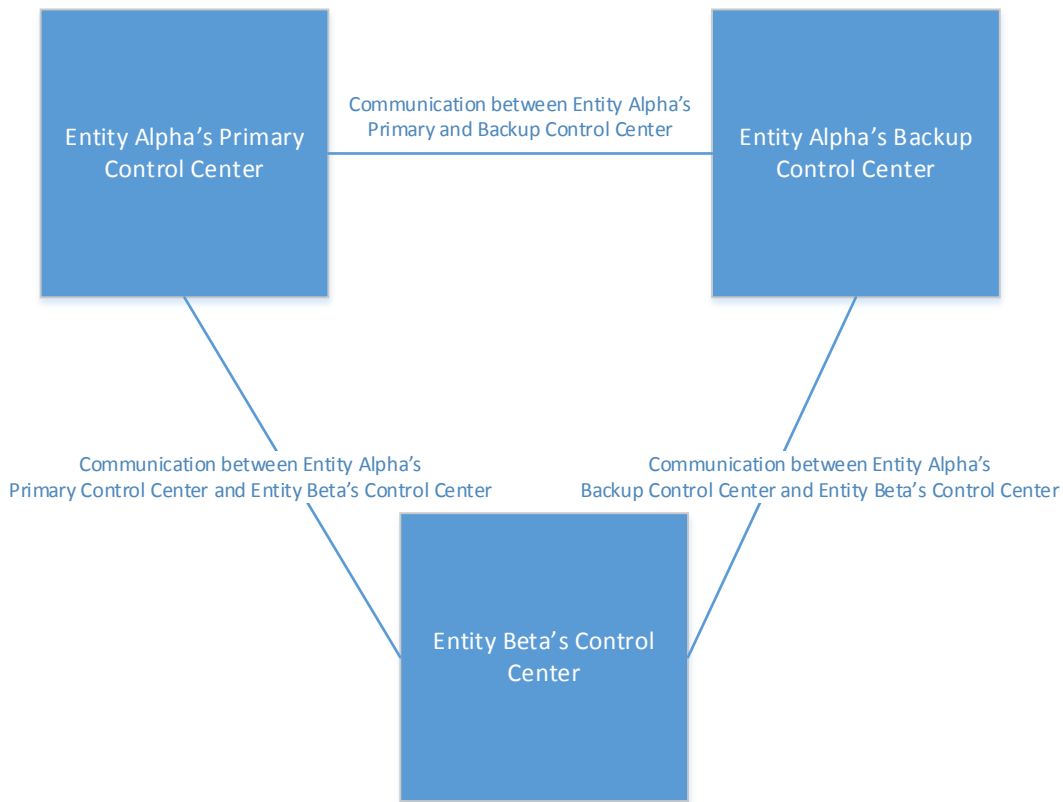 Entity Alpha's Primary
Control Center
Communication between Entity Alpha's
Primary and Backup Control Center
Entity Alpha's Backup
Control Center
Communication between Entity Alpha's
Primary Control Center and Entity Beta's Control Center
Communication between Entity Alpha's
Backup Control Center and Entity Beta's Control Center
Entity Beta's Control
Center